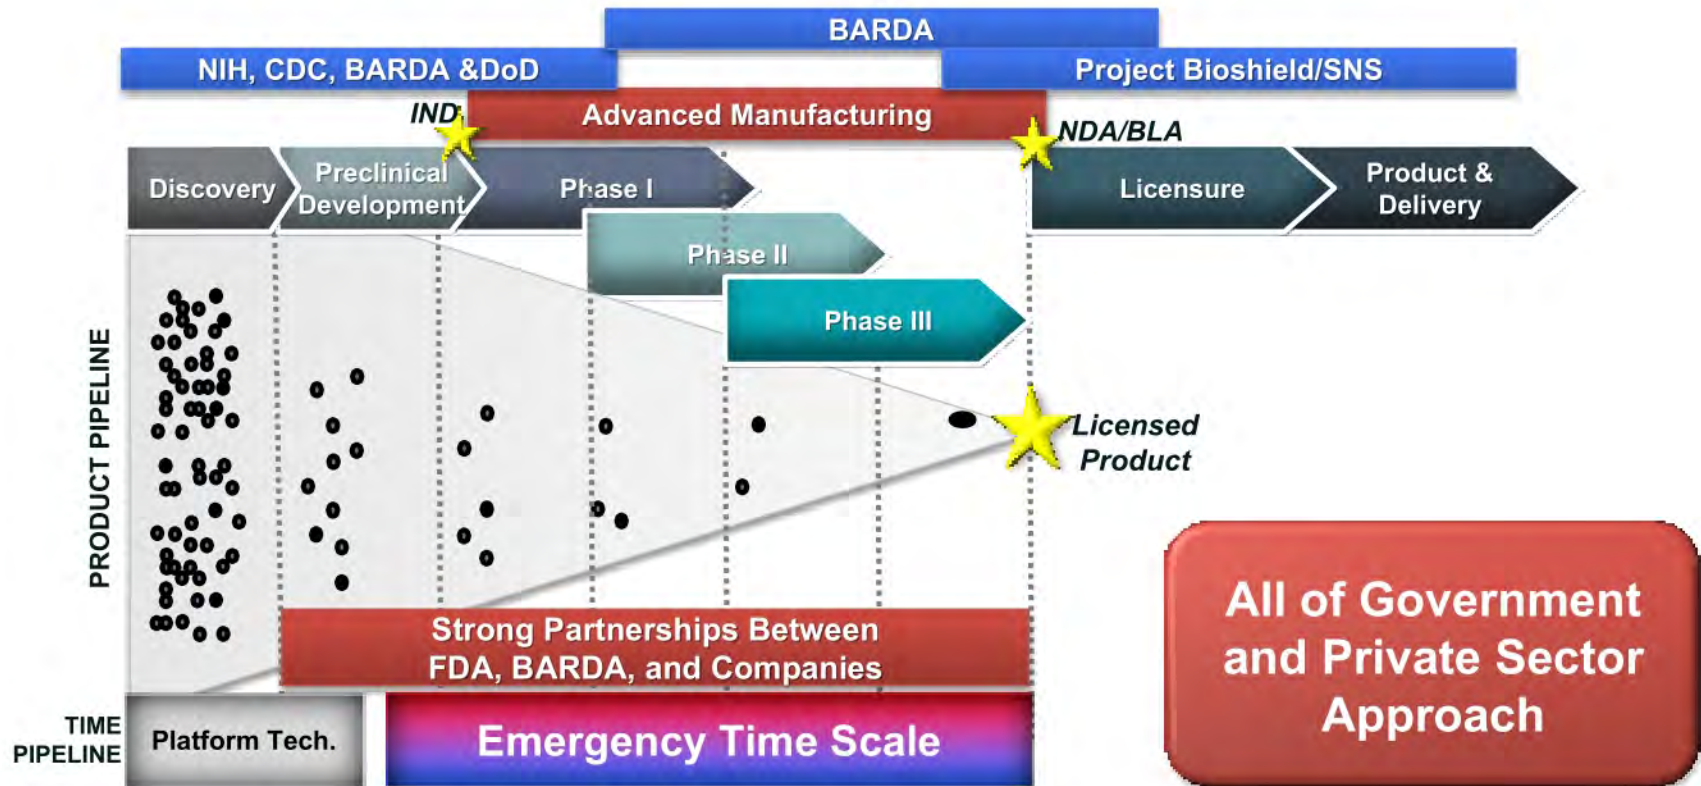 BARDA
NIH, CDC, BARDA &DoD
Project Bioshield/SNS
IND
Advanced Manufacturing
NDA/BLA
Discovery
Preclinical
Development
Phase I
Licensure
Product &
Delivery
Phase II
Phase III
PRODUCT PIPELINE
Licensed
Product
Strong Partnerships Between
FDA, BARDA, and Companies
All of Government
and Private Sector
Approach
TIME
PIPELINE
Platform Tech.
Emergency Time Scale